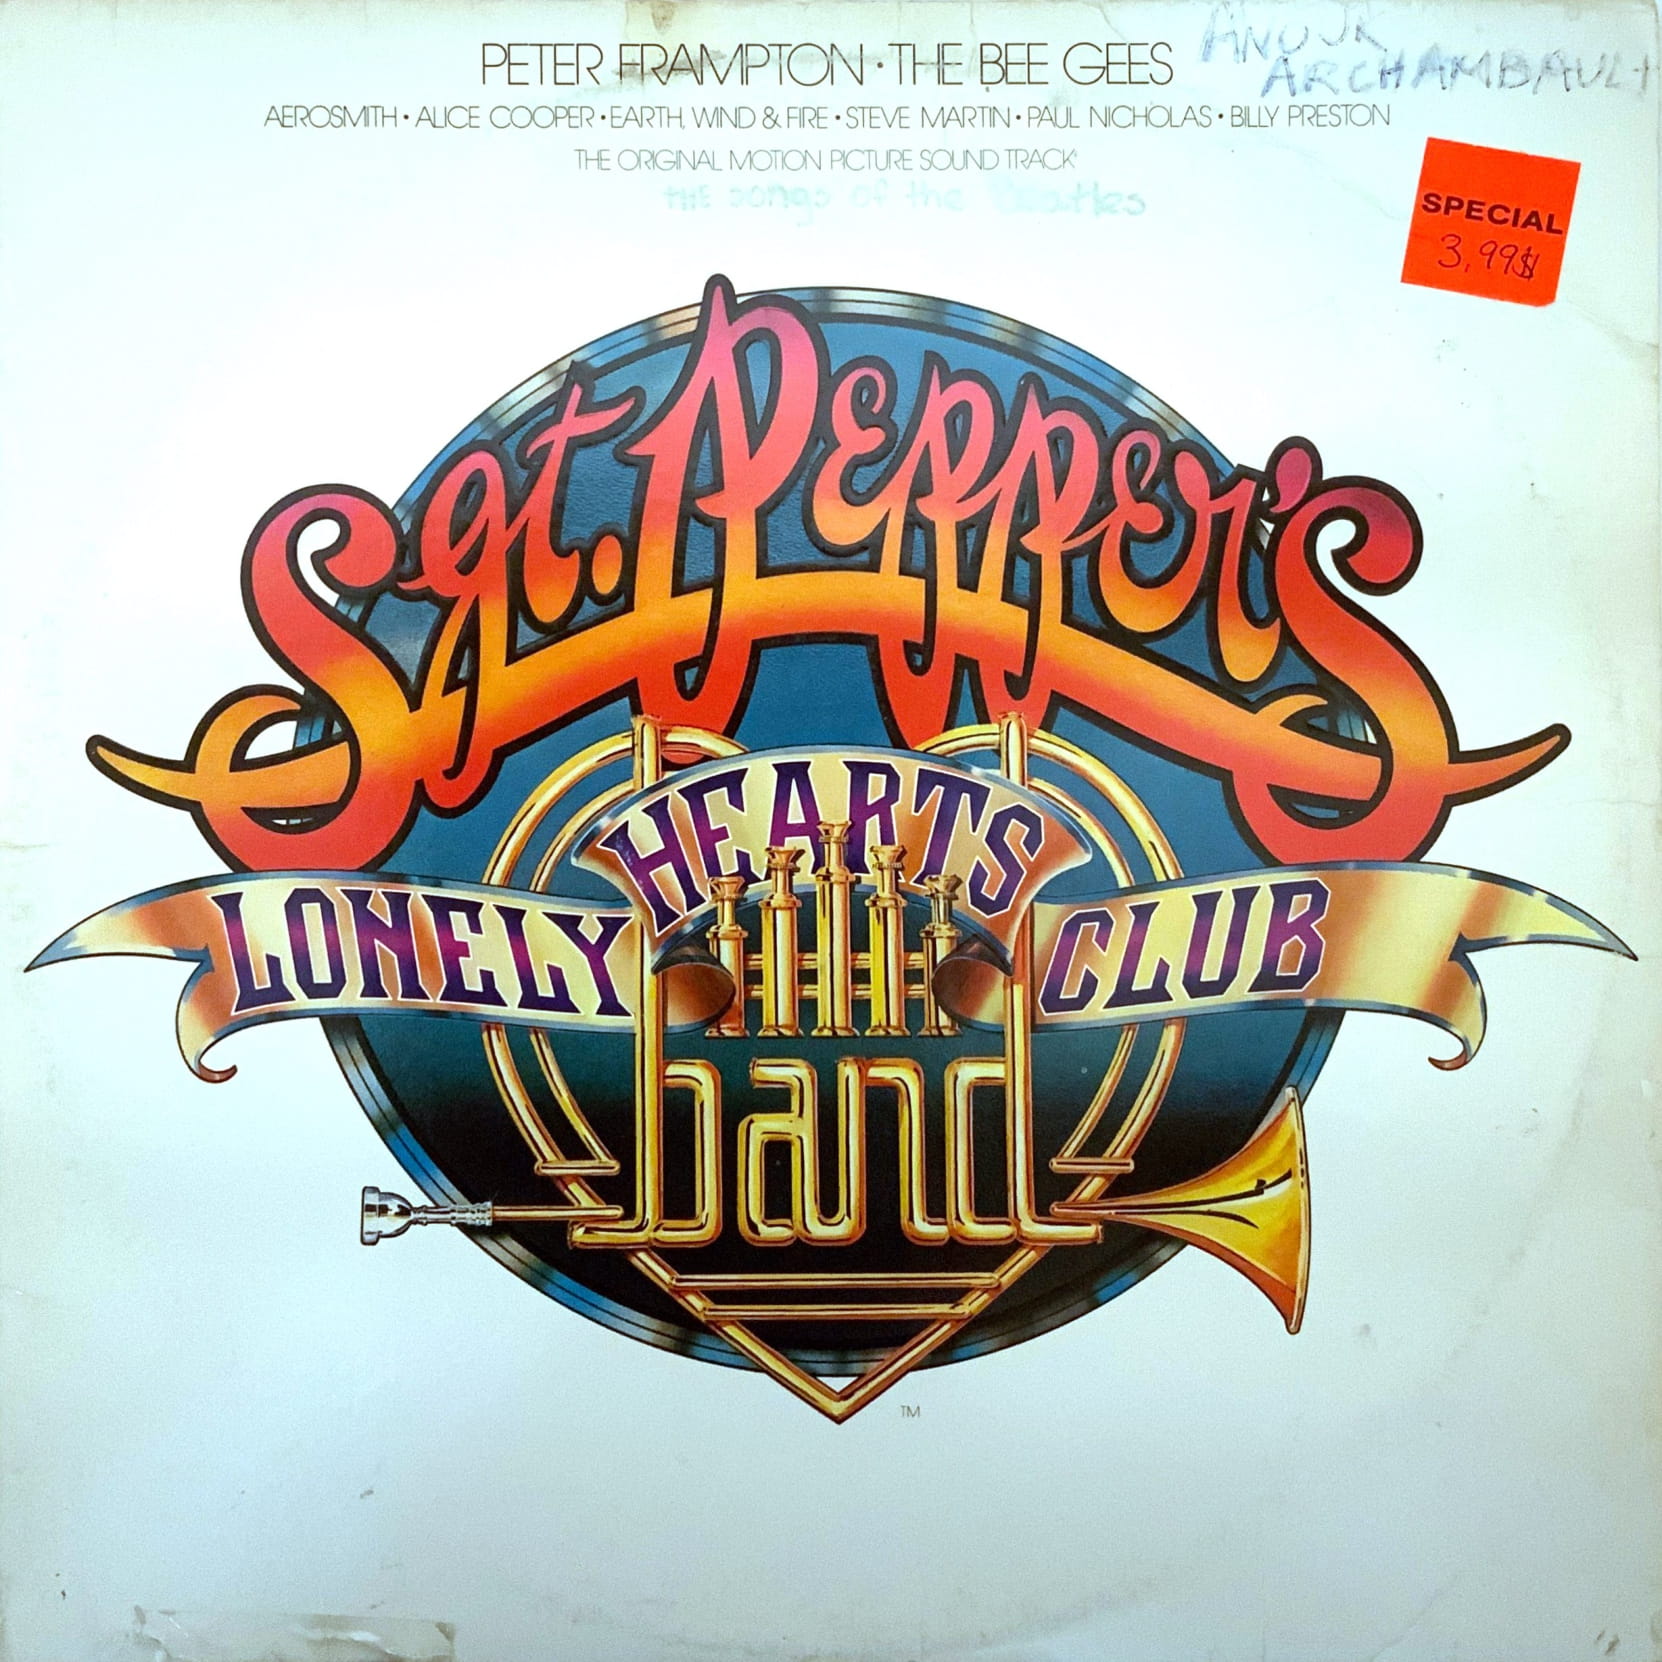 PETER FRAMPTON · THE BEE GEES
ANOUK
ARCHAMBAULT
AEROSMITH • ALICE COOPER • EARTH, WIND & FIRE • STEVE MARTIN • PAUL NICHOLAS • BILLY PRESTON
THE ORIGINAL MOTION PICTURE SOUND TRACK
THE songs of the Beatles
SPECIAL
3,99$
Sgt. Pepper's
LONELY HEARTS CLUB
band
TM